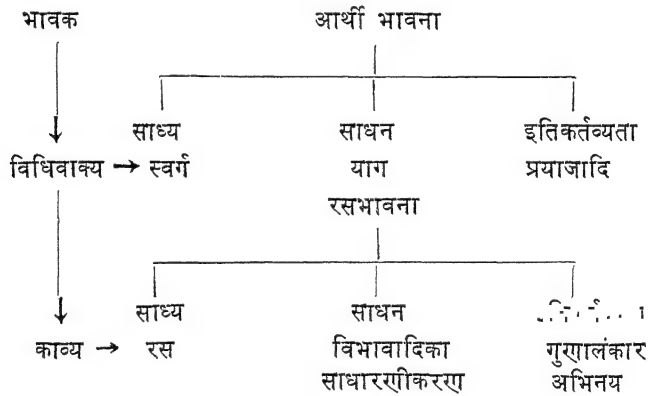 भावक आर्थी भावना
साध्य साधन इतिकर्तव्यता
विधिवाक्य → स्वर्ग याग प्रयाजादि
रसभावना
साध्य साधन
काव्य → रस विभावादिका गुणालंकार
साधारणीकरण अभिनय